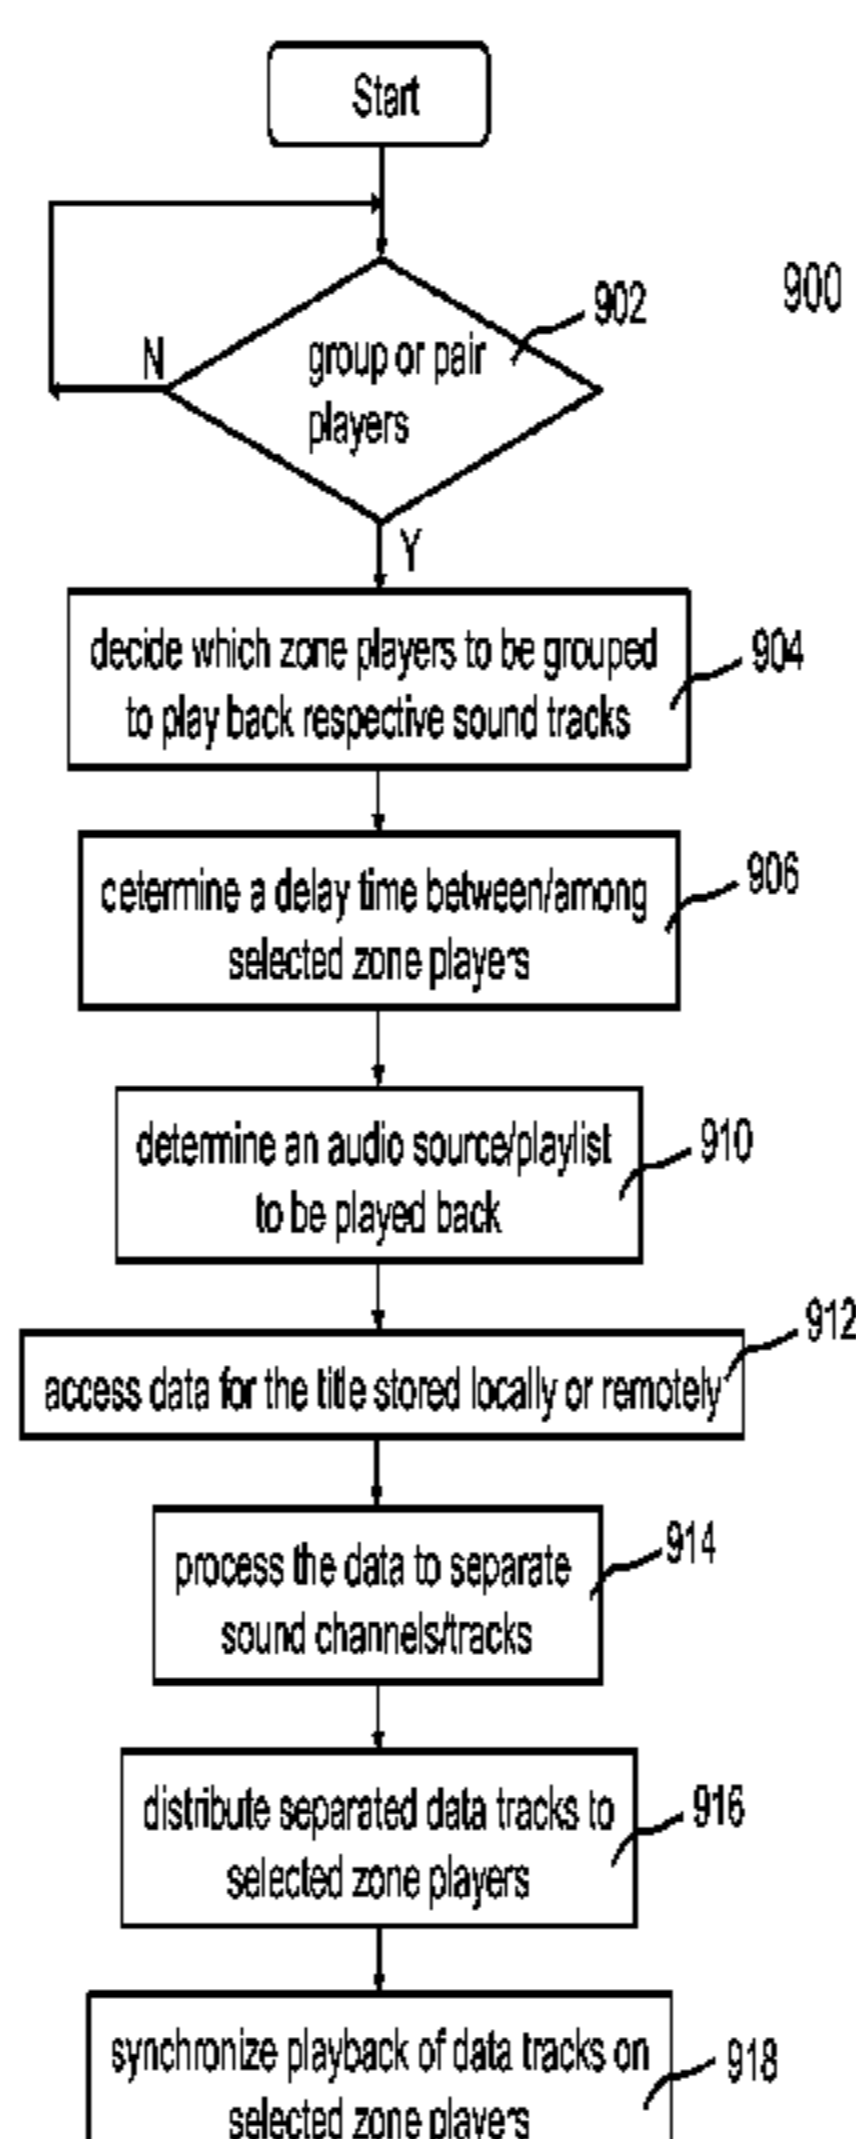 Start
900
902
group or pair
players
N
Y
decide which zone players to be grouped
to play back respective sound tracks
904
determine a delay time between/among
selected zone players
906
determine an audio source/playlist
to be played back
910
access data for the title stored locally or remotely
912
process the data to separate
sound channels/tracks
914
distribute separated data tracks to
selected zone players
916
synchronize playback of data tracks on
selected zone players
918